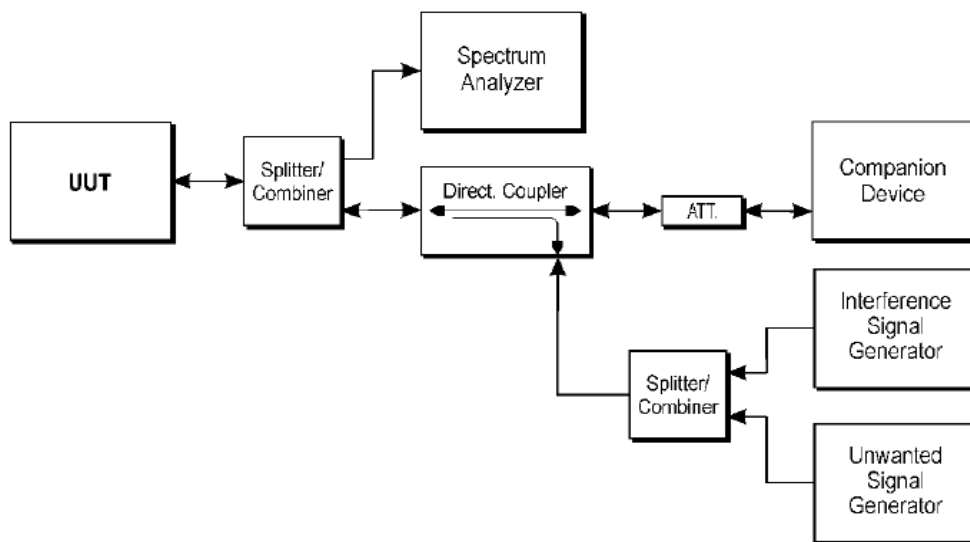 Spectrum
Analyzer
UUT
Splitter/
Combiner
Direct. Coupler
ATT.
Companion
Device
Interference
Signal
Generator
Splitter/
Combiner
Unwanted
Signal
Generator